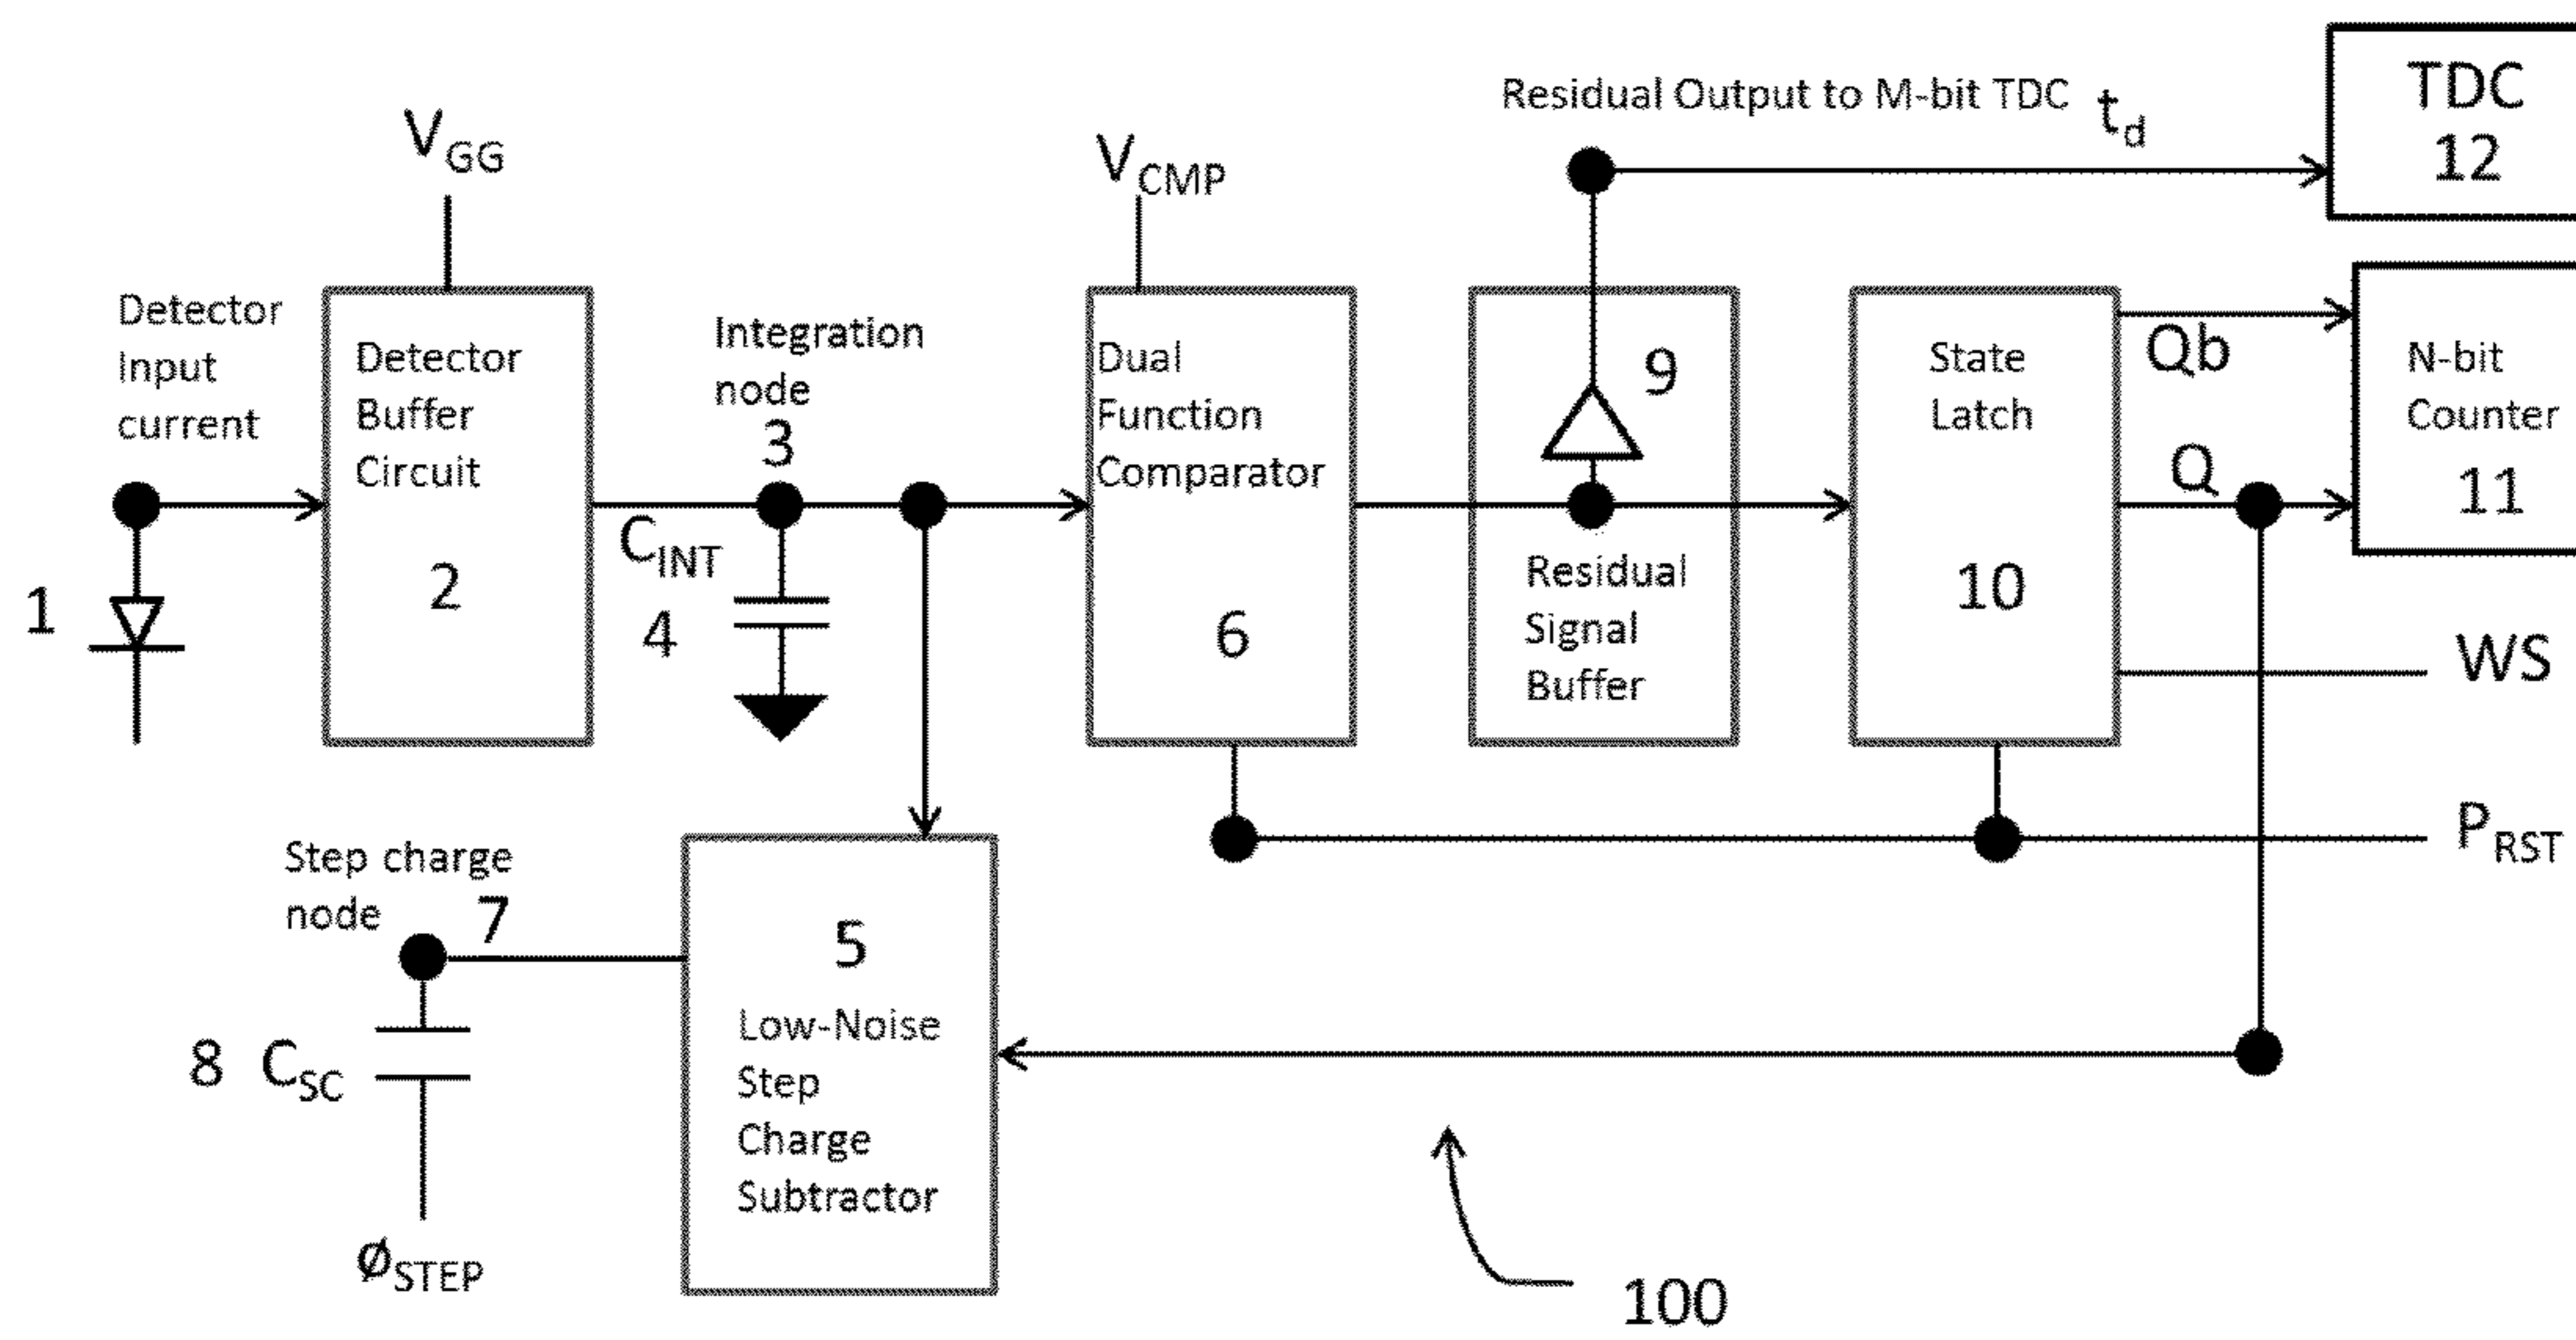 TDC
12
Residual Output to M-bit TDC t_d
V_GG
V_CMP
Detector
Input
current
Detector
Buffer
Circuit
2
Integration
node
3
C_INT
4
1
Dual
Function
Comparator
6
9
Residual
Signal
Buffer
State
Latch
10
Qb
Q
N-bit
Counter
11
WS
P_RST
Step charge
node
7
8 C_SC
ø_STEP
5
Low-Noise
Step
Charge
Subtractor
100